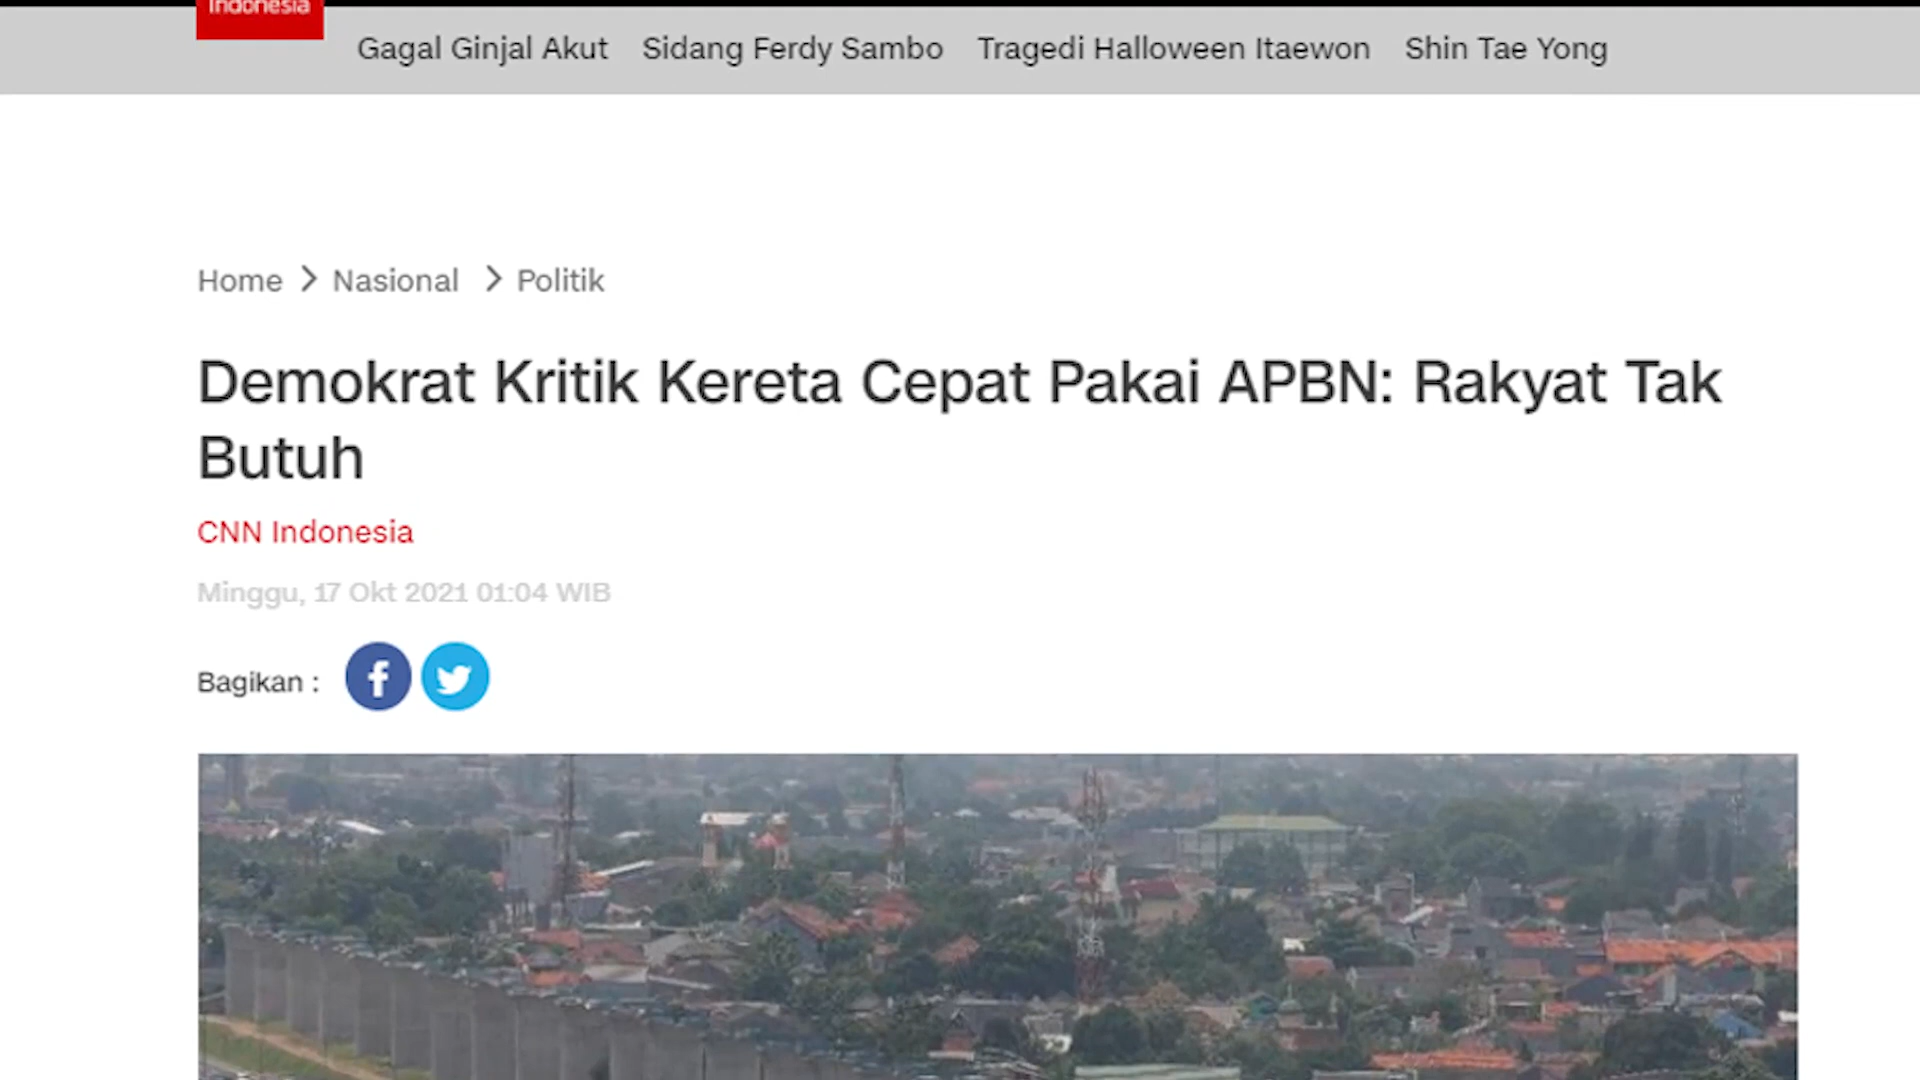 Indonesia
Gagal Ginjal Akut Sidang Ferdy Sambo Tragedi Halloween Itaewon Shin Tae Yong
Home > Nasional > Politik
Demokrat Kritik Kereta Cepat Pakai APBN: Rakyat Tak
Butuh
CNN Indonesia
Minggu, 17 Okt 2021 01:04 WIB
Bagikan :